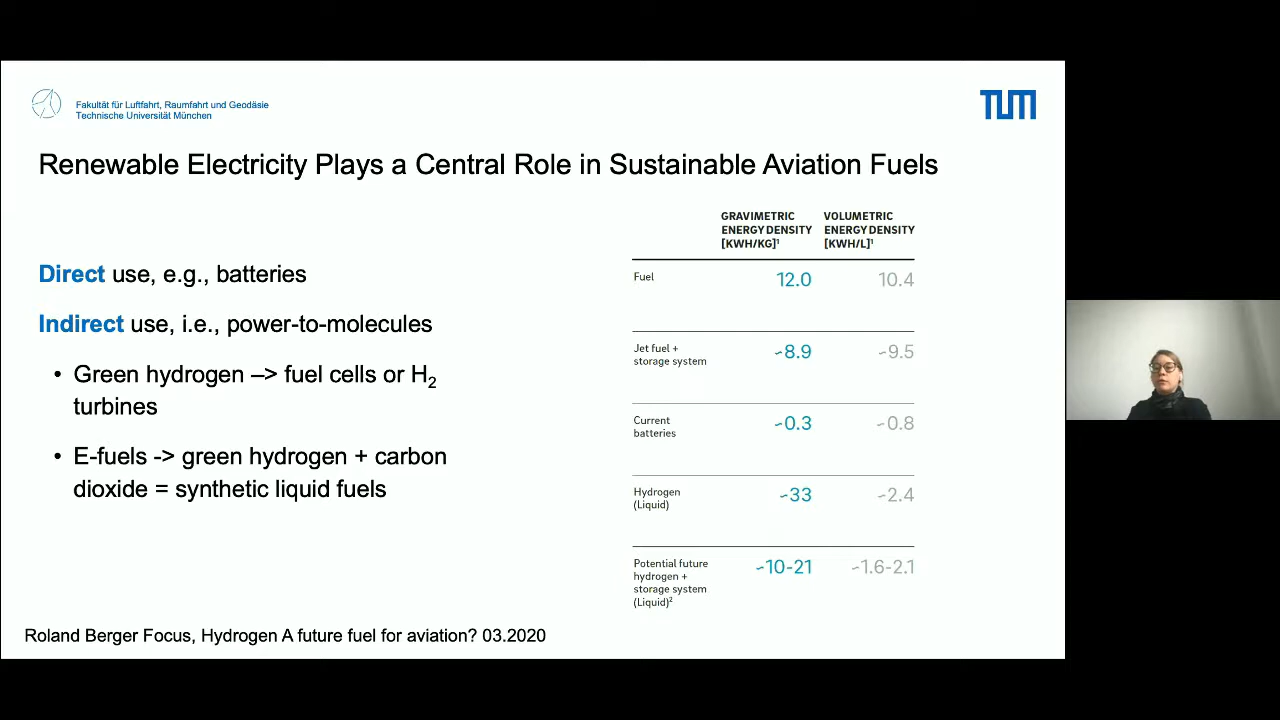 Fakultät für Luftfahrt, Raumfahrt und Geodäsie
Technische Universität München
TUM
Renewable Electricity Plays a Central Role in Sustainable Aviation Fuels
Direct use, e.g., batteries
Indirect use, i.e., power-to-molecules
• Green hydrogen –> fuel cells or H₂
turbines
• E-fuels -> green hydrogen + carbon
dioxide = synthetic liquid fuels
GRAVIMETRIC VOLUMETRIC
ENERGY DENSITY ENERGY DENSITY
[KWH/KG]¹ [KWH/L]¹
Fuel 12.0 10.4
Jet fuel + ~8.9 ~9.5
storage system
Current ~0.3 ~0.8
batteries
Hydrogen ~33 ~2.4
(Liquid)
Potential future ~10-21 ~1.6-2.1
hydrogen +
storage system
(Liquid)²
Roland Berger Focus, Hydrogen A future fuel for aviation? 03.2020